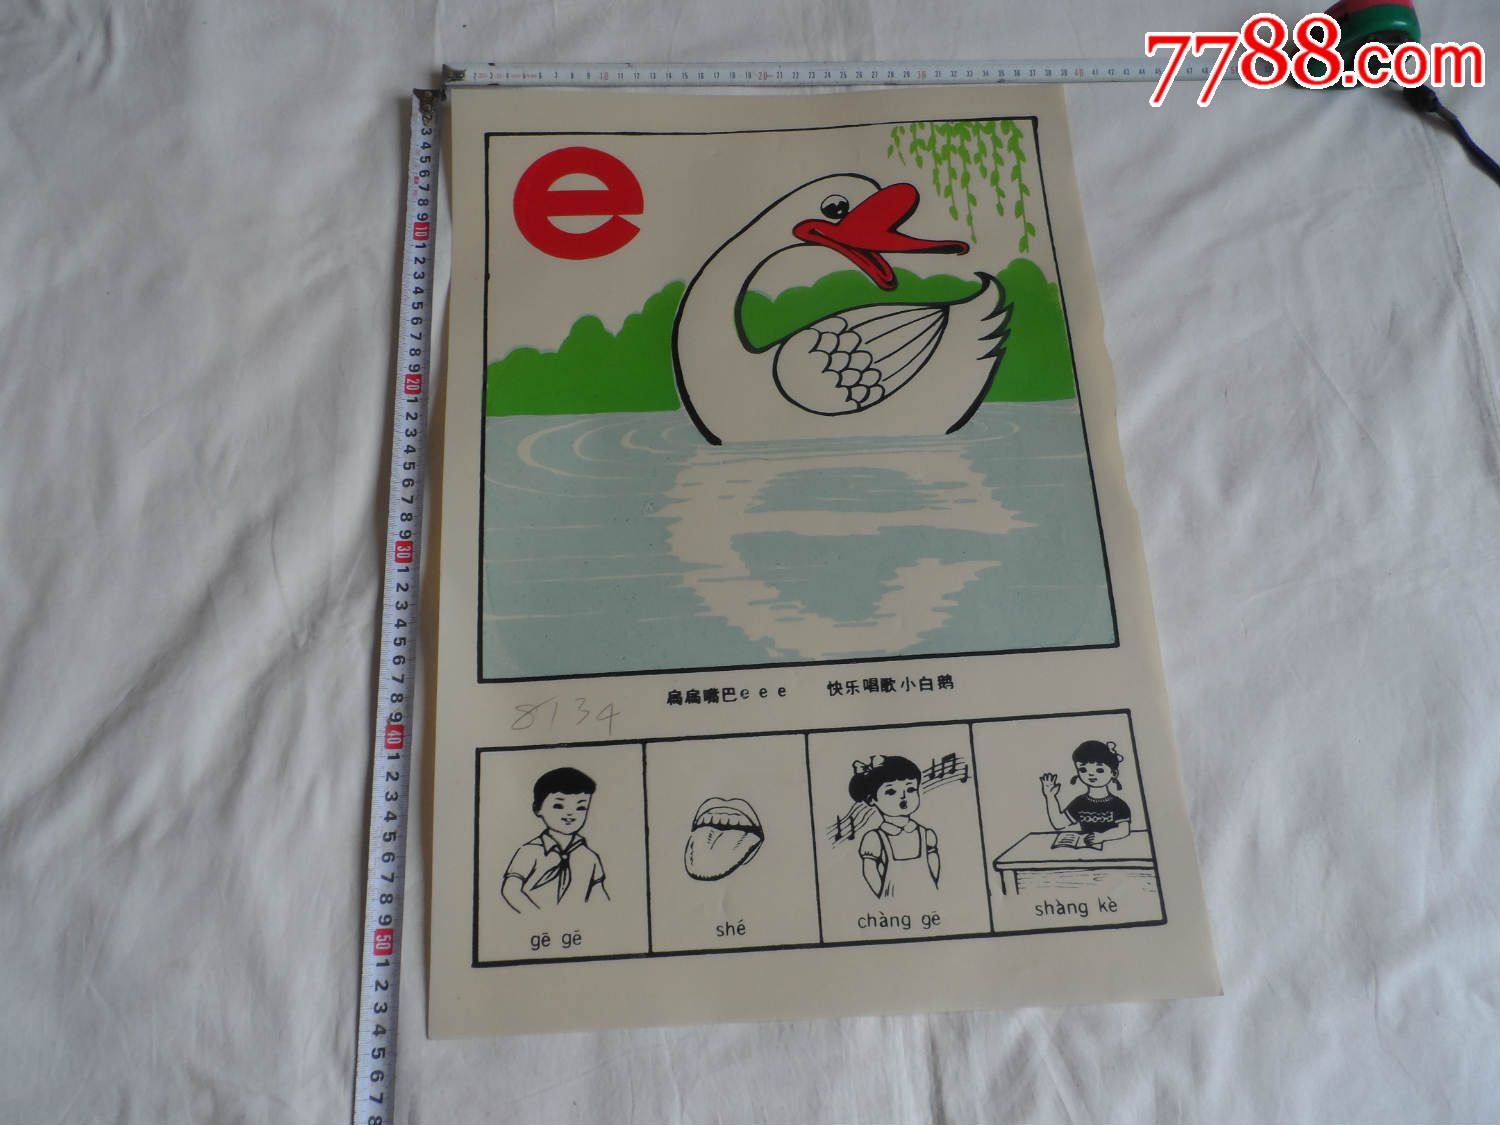 7788.com
e
扁扁嘴巴e e e 快乐唱歌小白鹅
8134
gē gē
shé
chàng gē
shàng kè